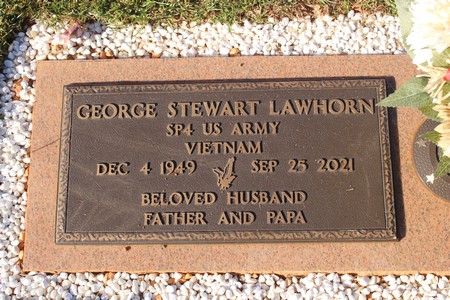 GEORGE STEWART LAWHORN
SP4 US ARMY
VIETNAM
DEC 4 1949 SEP 25 2021
BELOVED HUSBAND
FATHER AND PAPA